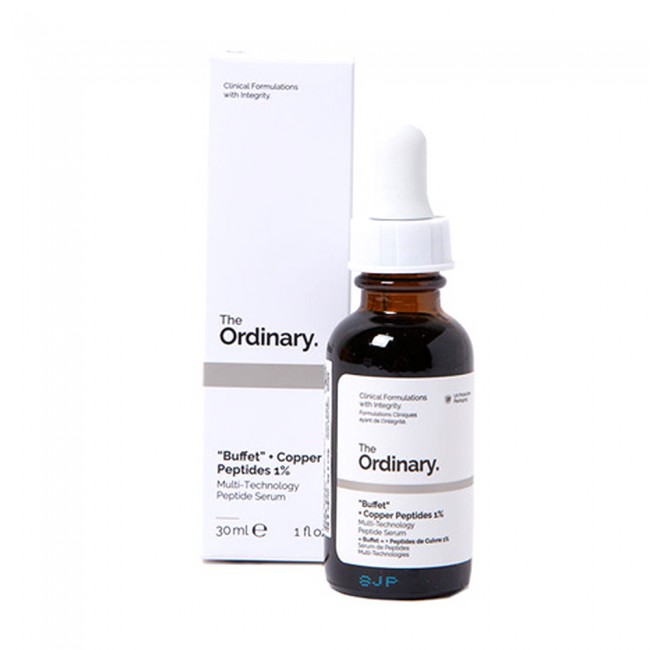 Clinical Formulations
with Integrity.
The
Ordinary.
"Buffet" + Copper
Peptides 1%
Multi-Technology
Peptide Serum
30 ml e 1 fl oz
Clinical Formulations
with Integrity.
Formulations Cliniques
ayant de l'intégrité.
The
Ordinary.
"Buffet"
+ Copper Peptides 1%
Multi-Technology
Peptide Serum
« Buffet » + Peptides de Cuivre 1%
Sérum de Peptides
Multi-Technologies
8JP